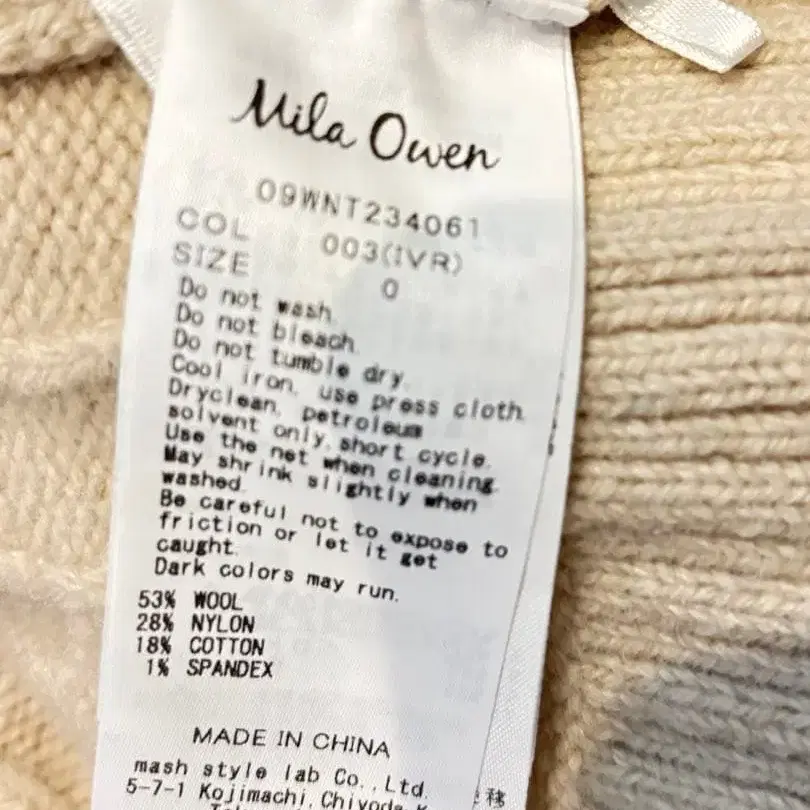 Mila Owen
09WNT234061
COL 003(IVR)
SIZE 0
Do not wash.
Do not bleach.
Do not tumble dry.
Cool iron, use press cloth.
Dryclean, petroleum
solvent only, short cycle.
Use the net when cleaning.
May shrink slightly when
washed.
Be careful not to expose to
friction or let it get
caught.
Dark colors may run.
53% WOOL
28% NYLON
18% COTTON
1% SPANDEX
MADE IN CHINA
mash style lab Co.,Ltd.
5-7-1 Kojimachi, Chiyoda